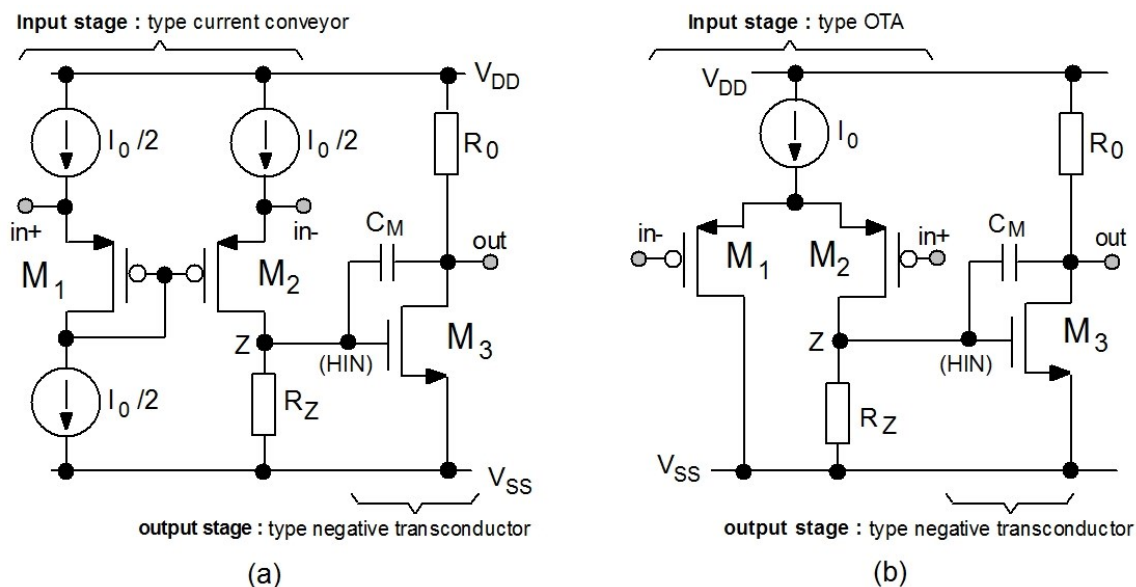 Input stage : type current conveyor
V_DD
I_0/2
I_0/2
R_0
in+
in-
C_M
out
M_1
M_2
Z
(HIN)
M_3
I_0/2
R_Z
V_SS
output stage : type negative transconductor
(a)
Input stage : type OTA
V_DD
I_0
R_0
in-
in+
C_M
out
M_1
M_2
Z
(HIN)
M_3
R_Z
V_SS
output stage : type negative transconductor
(b)